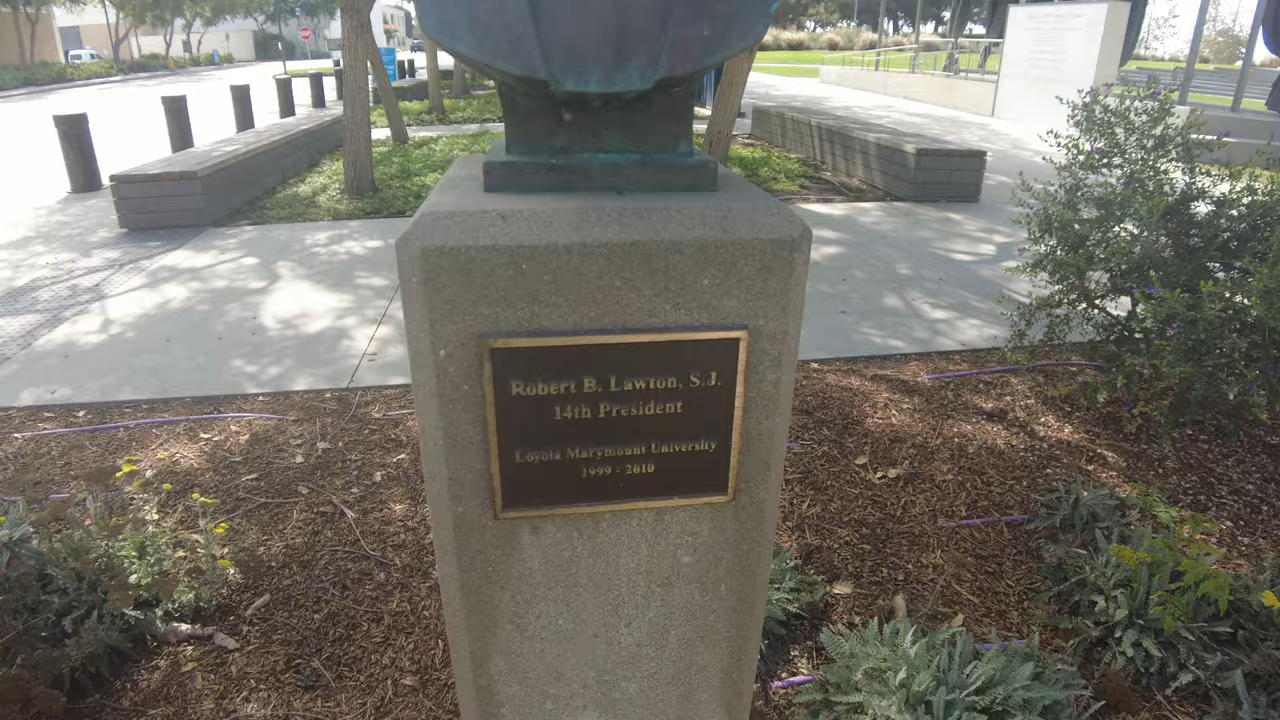 Robert B. Lawton, S.J.
14th President
Loyola Marymount University
1999 - 2010